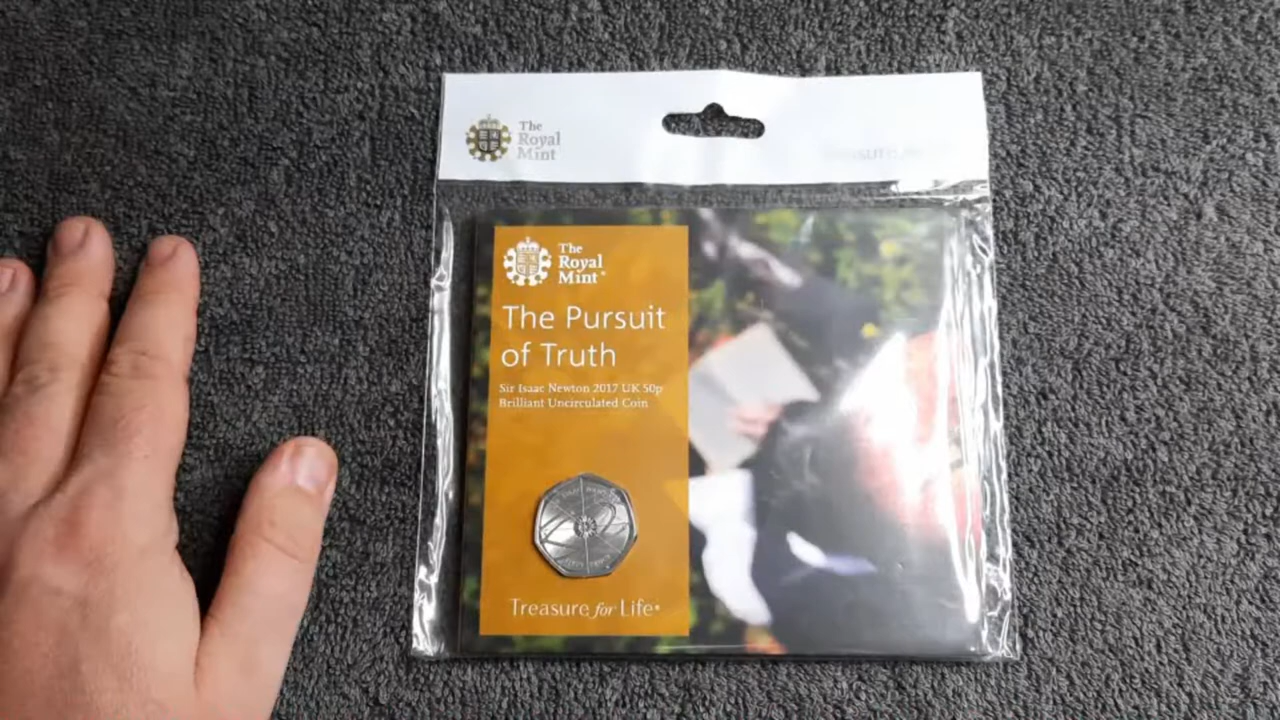 The
Royal
Mint
The
Royal
Mint®
The Pursuit
of Truth
Sir Isaac Newton 2017 UK 50p
Brilliant Uncirculated Coin
Treasure for Life®